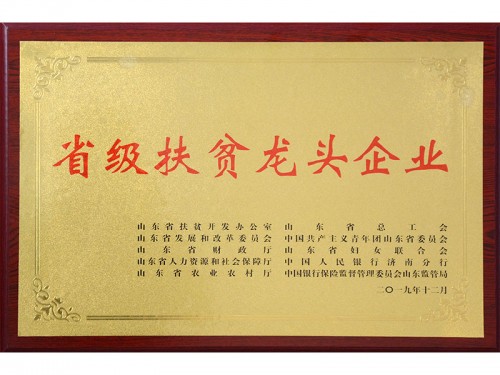 省级扶贫龙头企业
山东省扶贫开发办公室 山东省总工会
山东省发展和改革委员会 中国共产主义青年团山东省委员会
山东省财政厅 山东省妇女联合会
山东省人力资源和社会保障厅 中国人民银行济南分行
山东省农业农村厅 中国银行保险监督管理委员会山东监管局
二〇一九年十二月